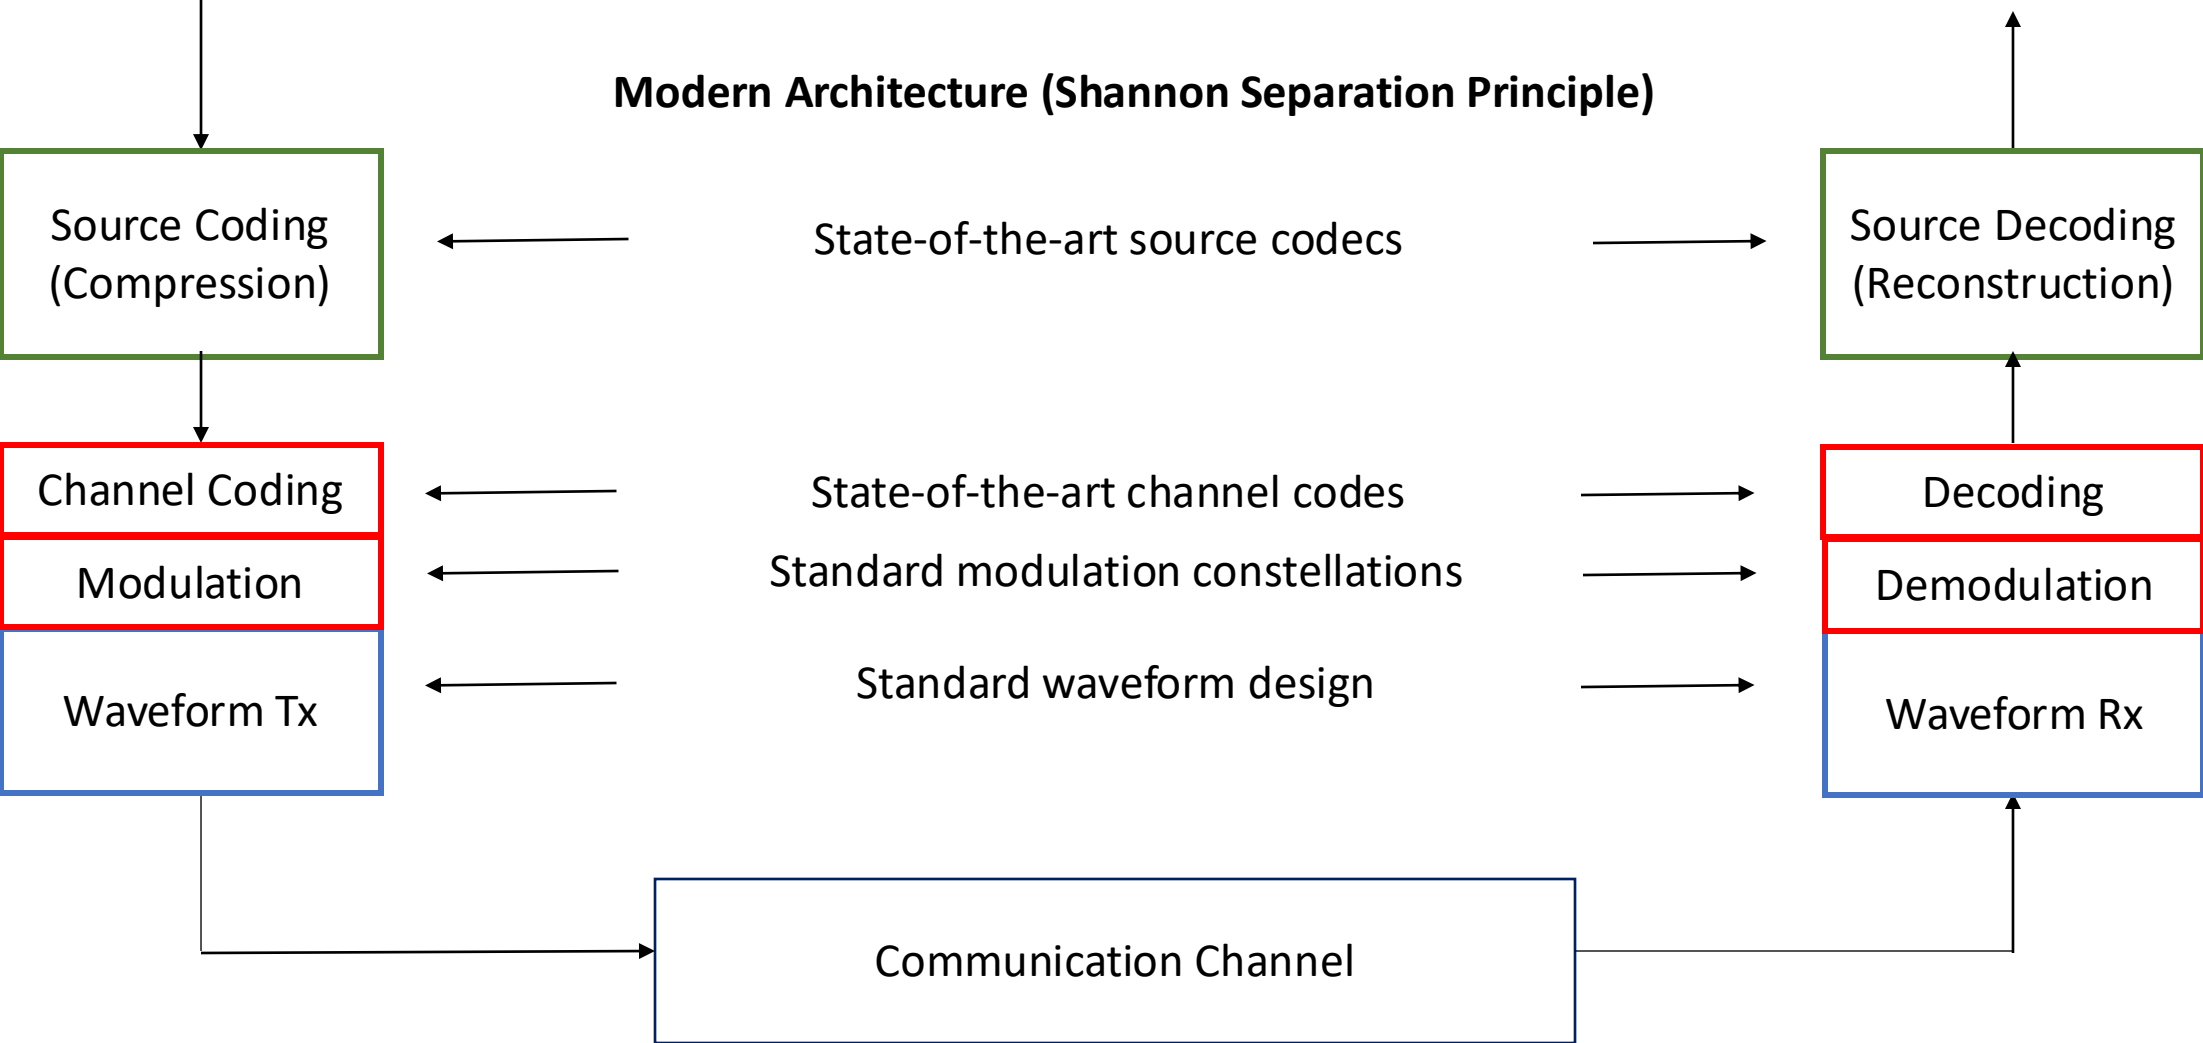 Modern Architecture (Shannon Separation Principle)
Source Coding
(Compression)
State-of-the-art source codecs
Source Decoding
(Reconstruction)
Channel Coding
State-of-the-art channel codes
Decoding
Modulation
Standard modulation constellations
Demodulation
Waveform Tx
Standard waveform design
Waveform Rx
Communication Channel